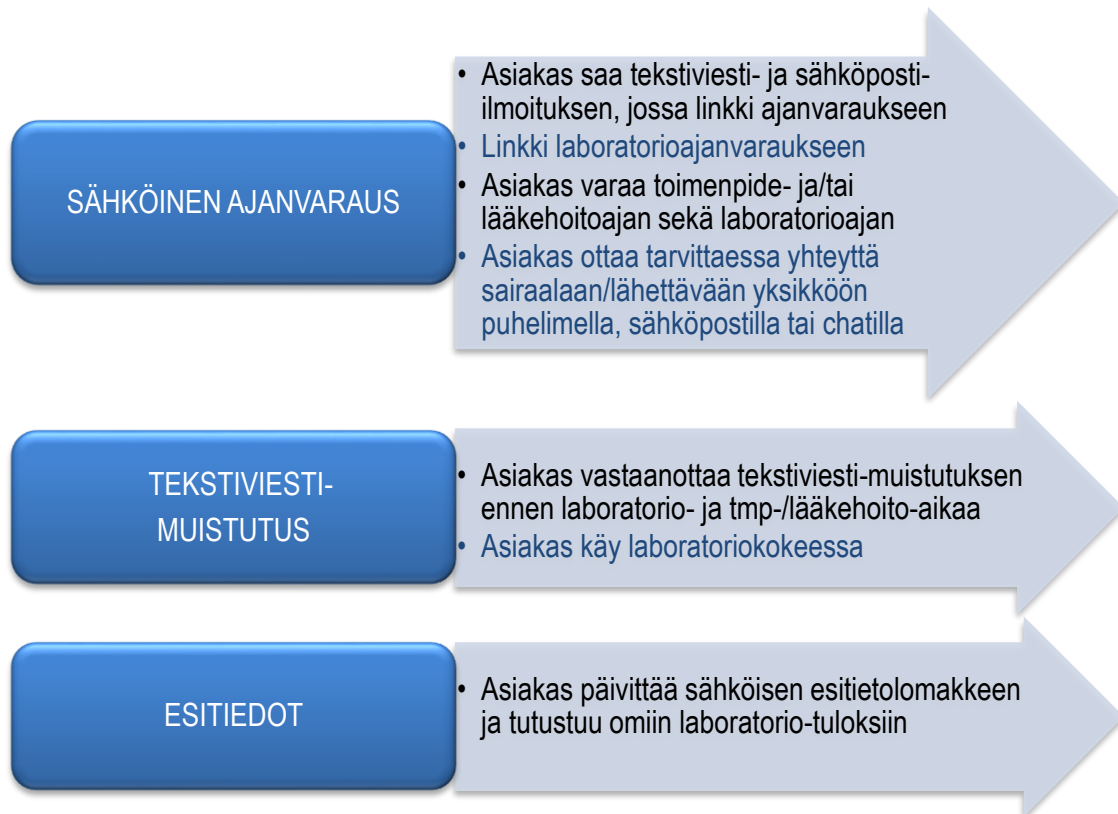 SÄHKÖINEN AJANVARAUS
• Asiakas saa tekstiviesti- ja sähköposti-
ilmoituksen, jossa linkki ajanvaraukseen
• Linkki laboratorioajanvaraukseen
• Asiakas varaa toimenpide- ja/tai
lääkehoitoajan sekä laboratorioajan
• Asiakas ottaa tarvittaessa yhteyttä
sairaalaan/lähettävään yksikköön
puhelimella, sähköpostilla tai chatilla
TEKSTIVIESTI-
MUISTUTUS
• Asiakas vastaanottaa tekstiviesti-muistutuksen
ennen laboratorio- ja tmp-/lääkehoito-aikaa
• Asiakas käy laboratoriokokeessa
ESITIEDOT
• Asiakas päivittää sähköisen esitietolomakkeen
ja tutustuu omiin laboratorio-tuloksiin